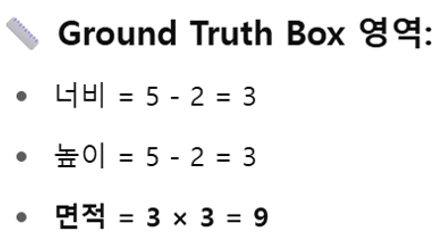 📏 Ground Truth Box 영역:
• 너비 = 5 - 2 = 3
• 높이 = 5 - 2 = 3
• 면적 = 3 × 3 = 9